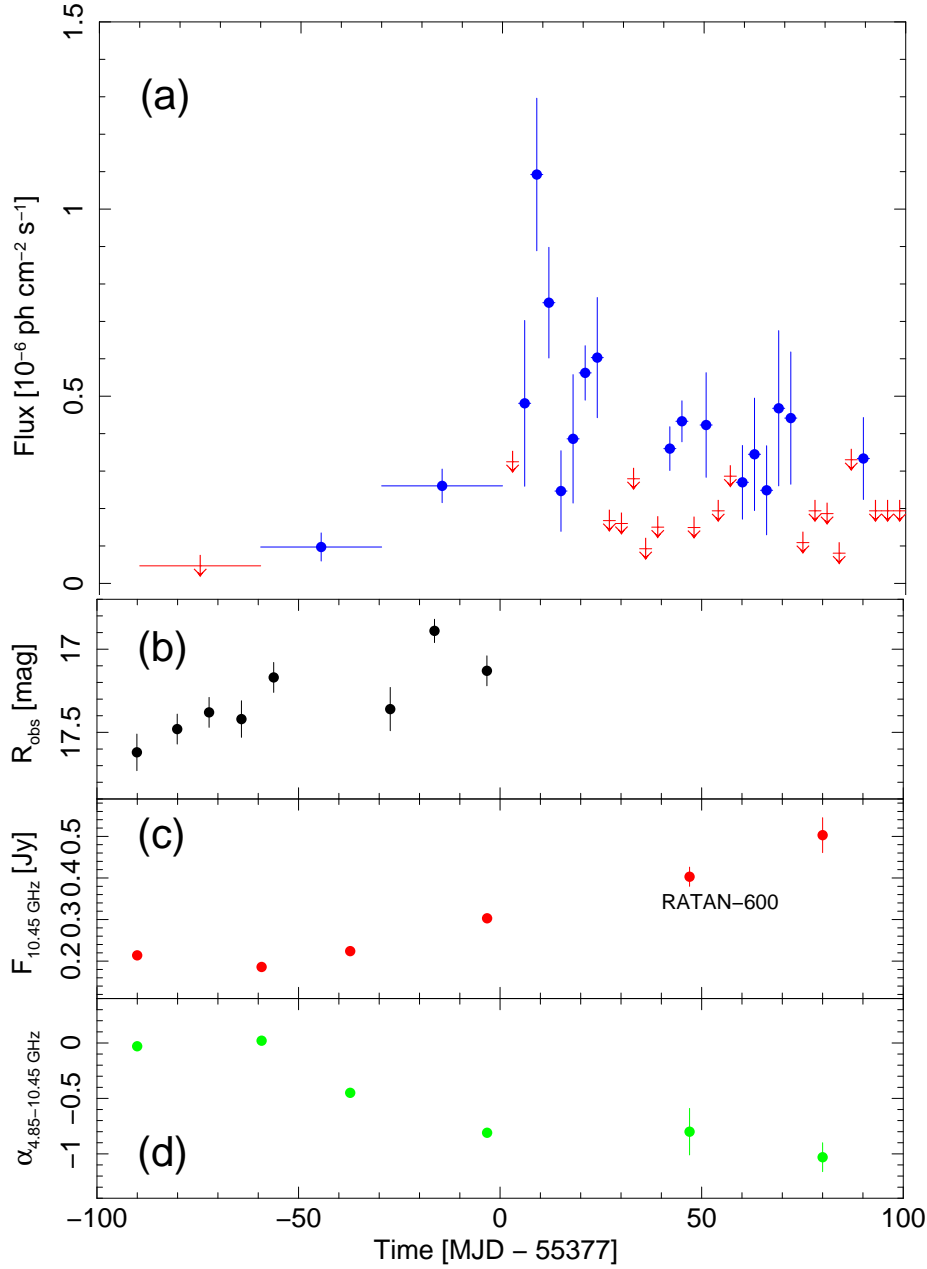 (a)
Flux [10⁻⁶ ph cm⁻² s⁻¹]
1.5
1
0.5
0
(b)
R_obs [mag]
17
17.5
(c)
F_10.45 GHz [Jy]
0.5
0.4
0.3
0.2
RATAN−600
(d)
α_4.85−10.45 GHz
0
−0.5
−1
−100 −50 0 50 100
Time [MJD − 55377]